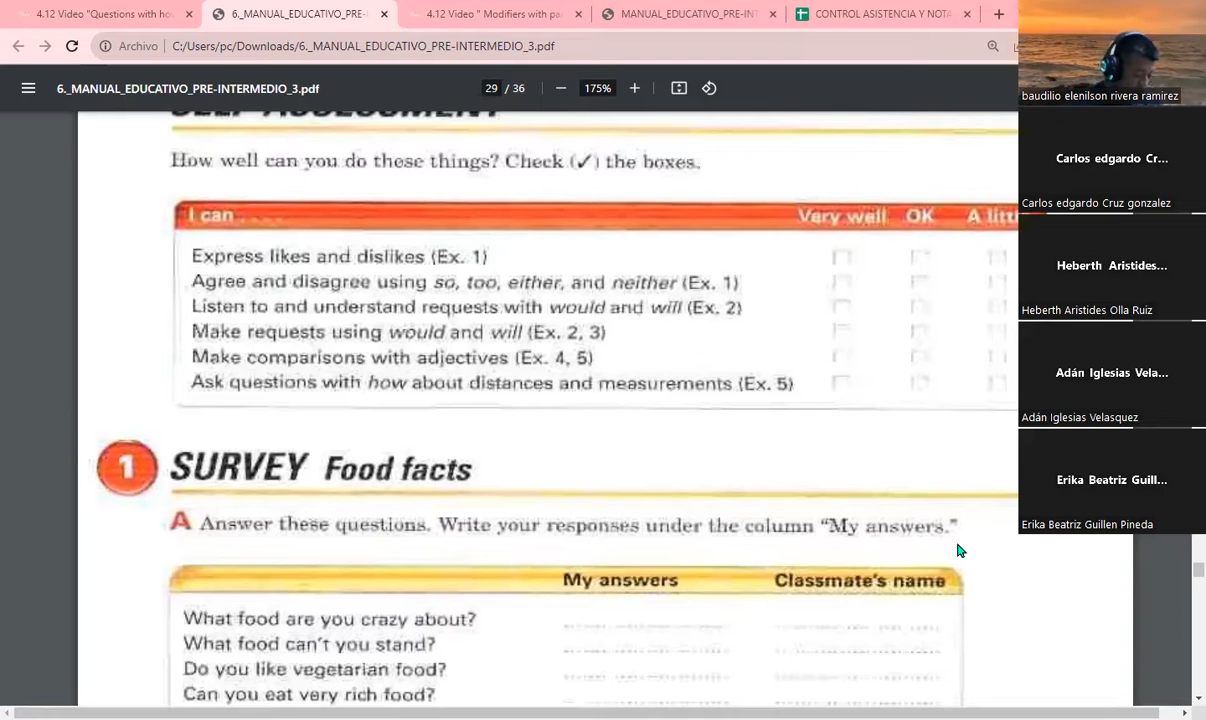 4.12 Video "Questions with ho
6._MANUAL_EDUCATIVO_PRE-
4.12 Video " Modifiers with pa
MANUAL_EDUCATIVO_PRE-INT
CONTROL ASISTENCIA Y NOTA
Archivo
C:/Users/pc/Downloads/6._MANUAL_EDUCATIVO_PRE-INTERMEDIO_3.pdf
6._MANUAL_EDUCATIVO_PRE-INTERMEDIO_3.pdf
29 / 36
175%
SELF-ASSESSMENT
How well can you do these things? Check (✓) the boxes.
I can . . . .
Very well OK A littl
Express likes and dislikes (Ex. 1)
Agree and disagree using so, too, either, and neither (Ex. 1)
Listen to and understand requests with would and will (Ex. 2)
Make requests using would and will (Ex. 2, 3)
Make comparisons with adjectives (Ex. 4, 5)
Ask questions with how about distances and measurements (Ex. 5)
1 SURVEY Food facts
A Answer these questions. Write your responses under the column "My answers."
My answers Classmate's name
What food are you crazy about?
What food can't you stand?
Do you like vegetarian food?
Can you eat very rich food?
baudilio elenilson rivera ramirez
Carlos edgardo Cr...
Carlos edgardo Cruz gonzalez
Heberth Aristides...
Heberth Aristides Olla Ruiz
Adán Iglesias Vela...
Adán Iglesias Velasquez
Erika Beatriz Guill...
Erika Beatriz Guillen Pineda